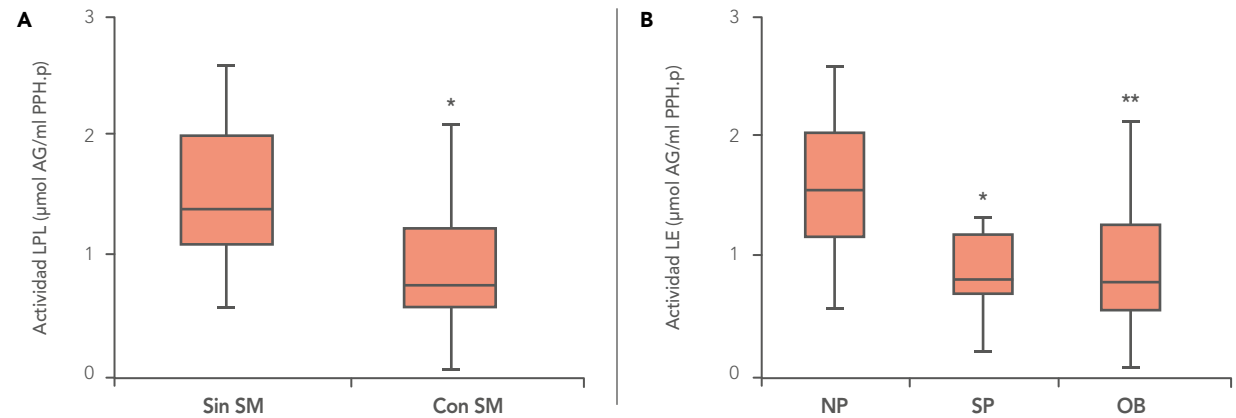 A
3
2
1
0
Actividad LPL (µmol AG/ml PPH.p)
*
Sin SM
Con SM
B
3
2
1
0
Actividad LE (µmol AG/ml PPH.p)
*
**
NP
SP
OB